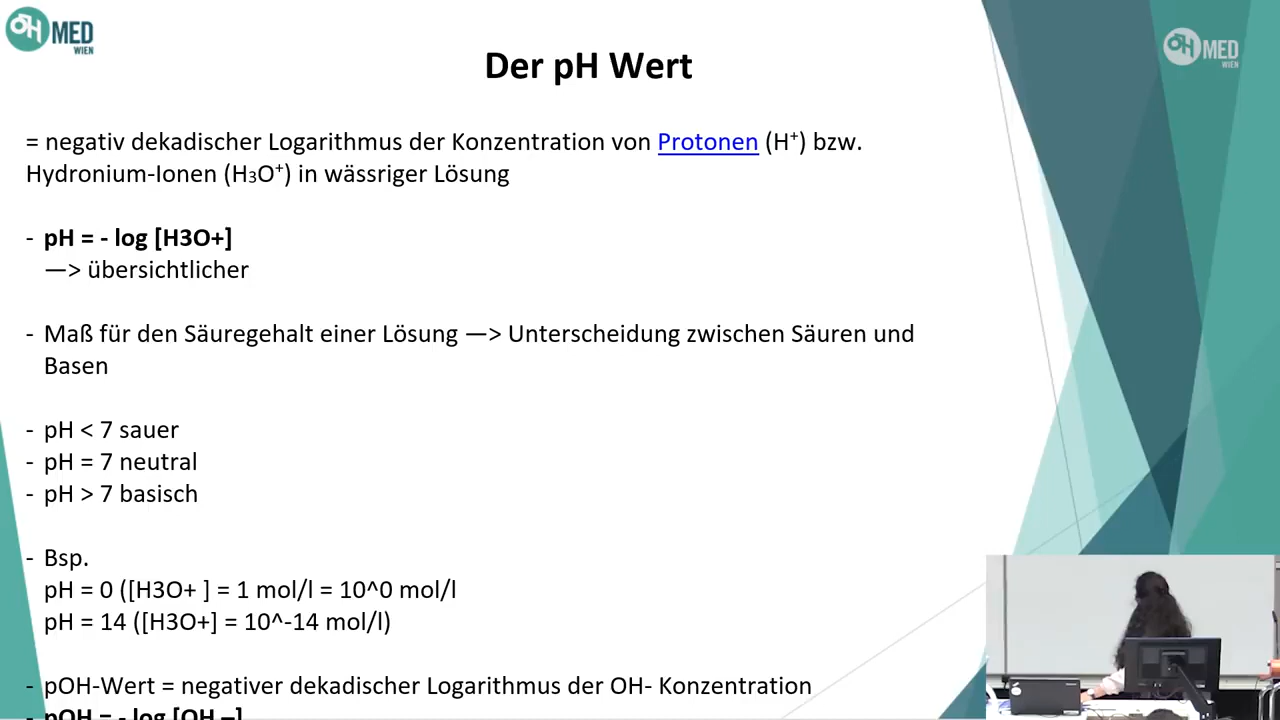 ÖH MED
WIEN
ÖH MED
WIEN
Der pH Wert
= negativ dekadischer Logarithmus der Konzentration von Protonen (H⁺) bzw.
Hydronium-Ionen (H₃O⁺) in wässriger Lösung
- pH = - log [H3O+]
—> übersichtlicher
- Maß für den Säuregehalt einer Lösung —> Unterscheidung zwischen Säuren und
Basen
- pH < 7 sauer
- pH = 7 neutral
- pH > 7 basisch
- Bsp.
pH = 0 ([H3O+ ] = 1 mol/l = 10^0 mol/l
pH = 14 ([H3O+] = 10^-14 mol/l)
- pOH-Wert = negativer dekadischer Logarithmus der OH- Konzentration
- pOH = - log [OH –]